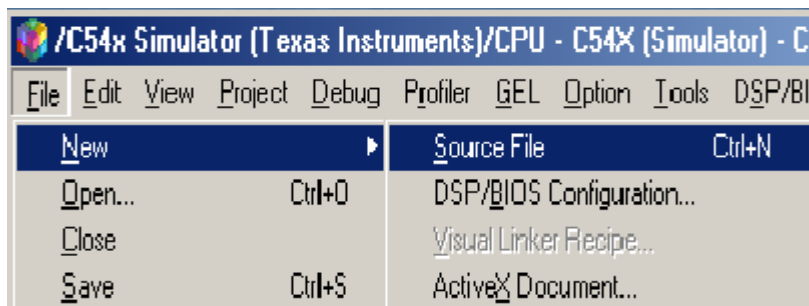 /C54x Simulator (Texas Instruments)/CPU - C54X (Simulator) - C
File Edit View Project Debug Profiler GEL Option Tools DSP/BI
New Source File Ctrl+N
Open... Ctrl+O DSP/BIOS Configuration...
Close Visual Linker Recipe...
Save Ctrl+S ActiveX Document...